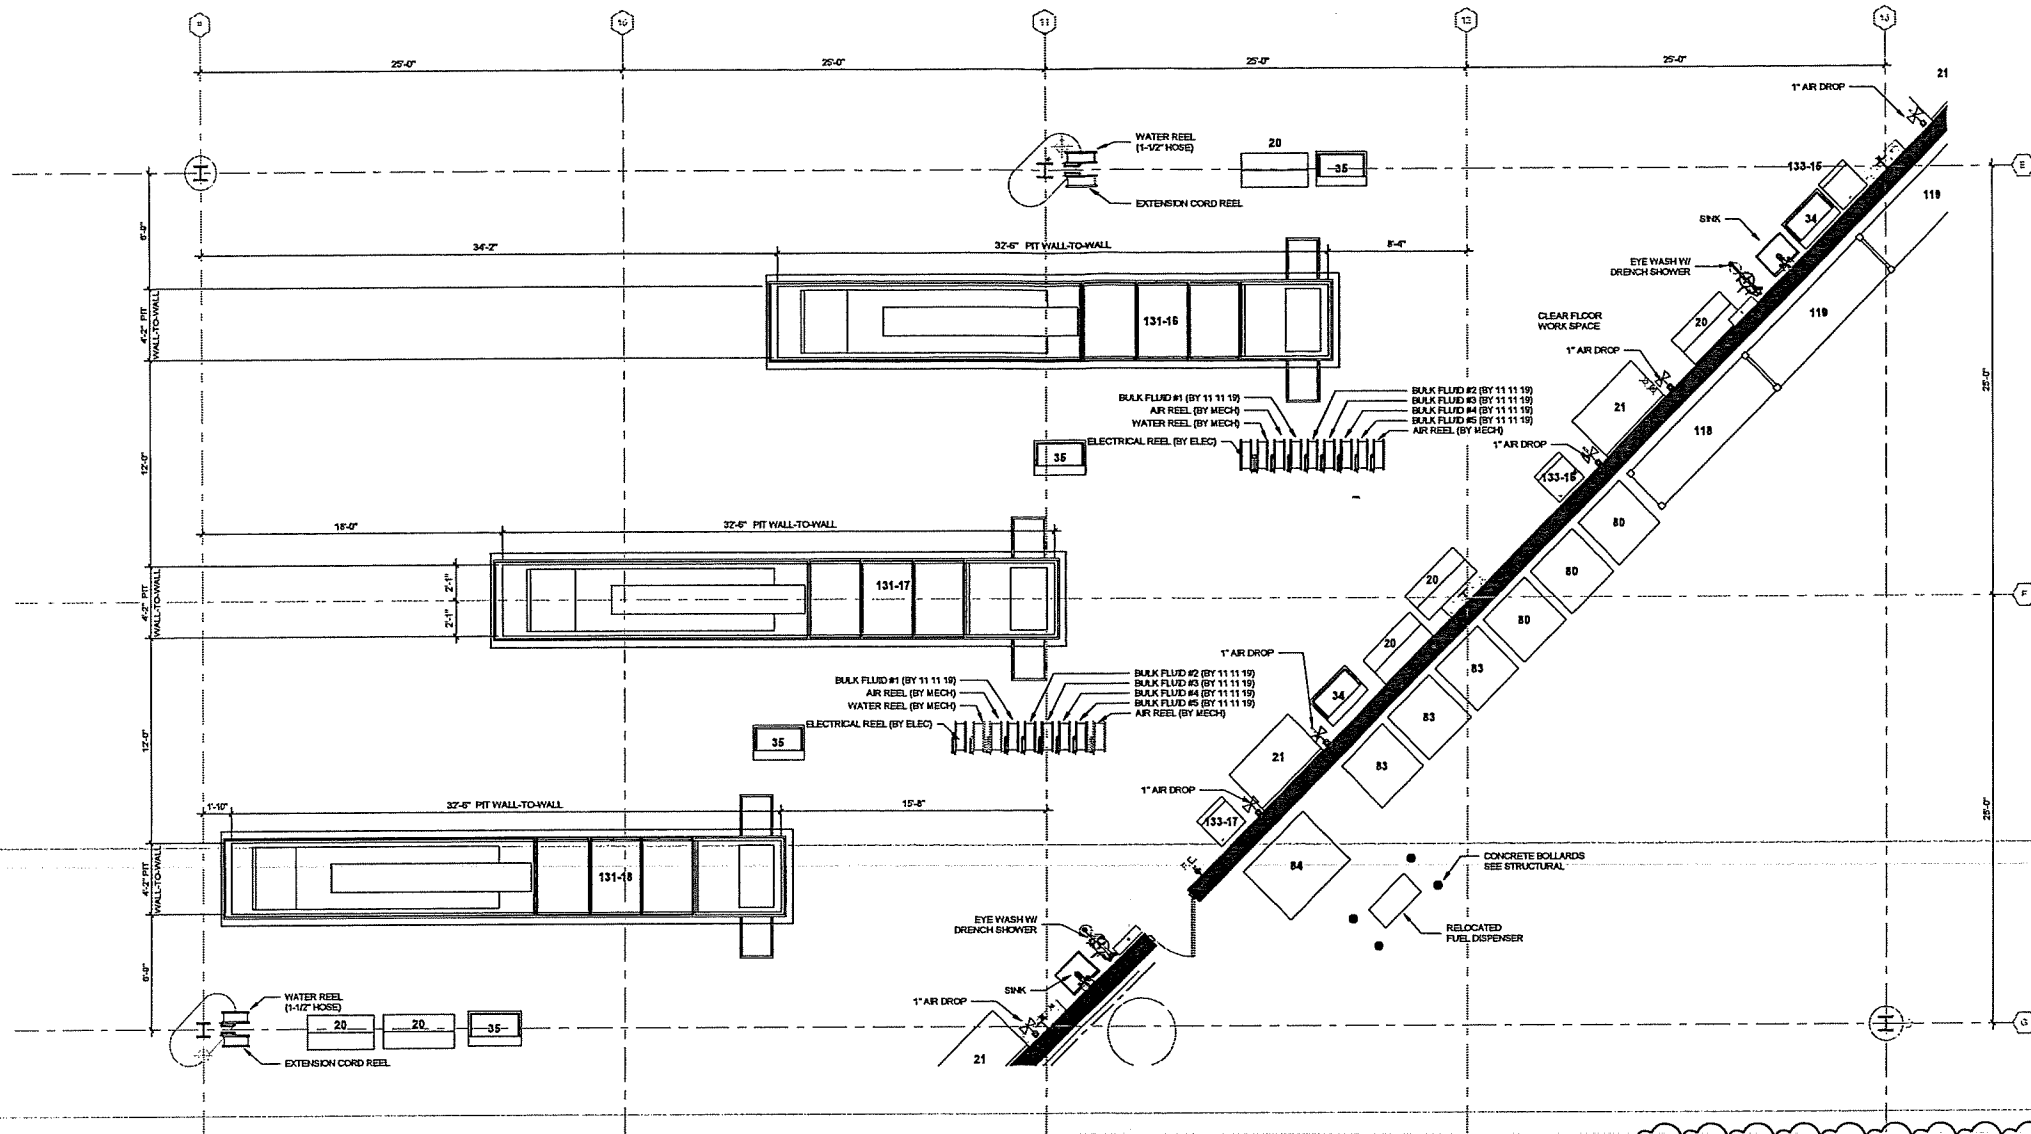 10
11
13
25'-0"
25'-0"
25'-0"
25'-0"
21
1" AIR DROP
WATER REEL
(1-1/2" HOSE)
20
35
EXTENSION CORD REEL
133-16
34
119
E
SINK
34'-2"
32'-6" PIT WALL-TO-WALL
8'-4"
EYE WASH W/
DRENCH SHOWER
4'-2" PIT
WALL-TO-WALL
131-16
CLEAR FLOOR
WORK SPACE
20
119
1" AIR DROP
25'-0"
BULK FLUID #1 (BY 11 11 19)
AIR REEL (BY MECH)
WATER REEL (BY MECH)
ELECTRICAL REEL (BY ELEC)
BULK FLUID #2 (BY 11 11 19)
BULK FLUID #3 (BY 11 11 19)
BULK FLUID #4 (BY 11 11 19)
BULK FLUID #5 (BY 11 11 19)
AIR REEL (BY MECH)
21
118
1" AIR DROP
35
12'-0"
133-16
80
18'-0"
32'-6" PIT WALL-TO-WALL
4'-2" PIT
WALL-TO-WALL
2'-1"
2'-1"
131-17
20
80
F
80
20
83
1" AIR DROP
34
BULK FLUID #1 (BY 11 11 19)
AIR REEL (BY MECH)
WATER REEL (BY MECH)
ELECTRICAL REEL (BY ELEC)
BULK FLUID #2 (BY 11 11 19)
BULK FLUID #3 (BY 11 11 19)
BULK FLUID #4 (BY 11 11 19)
BULK FLUID #5 (BY 11 11 19)
AIR REEL (BY MECH)
83
12'-0"
35
21
83
1'-10"
32'-6" PIT WALL-TO-WALL
15'-8"
1" AIR DROP
133-17
25'-0"
4'-2" PIT
WALL-TO-WALL
131-18
84
CONCRETE BOLLARDS
SEE STRUCTURAL
EYE WASH W/
DRENCH SHOWER
RELOCATED
FUEL DISPENSER
SINK
WATER REEL
(1-1/2" HOSE)
20
20
35
1" AIR DROP
G
EXTENSION CORD REEL
21